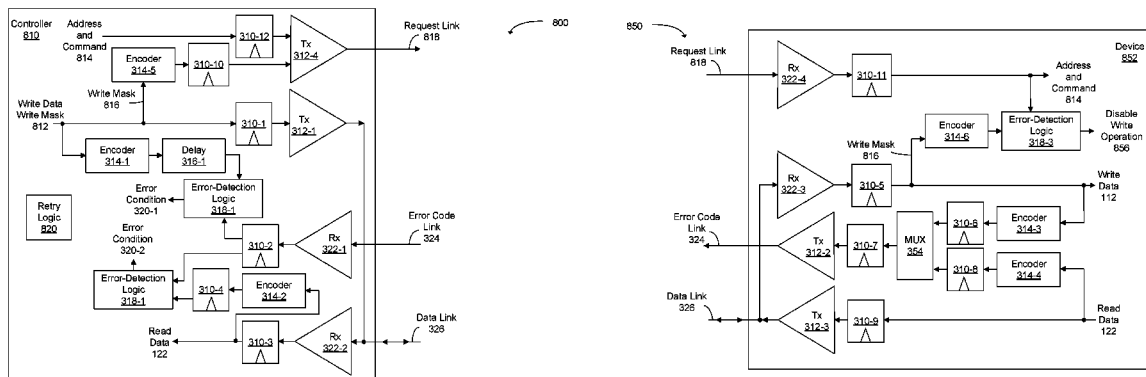 Controller
810
Address
and
Command
814
310-12
Tx
312-4
Request Link
818
Encoder
314-5
310-10
Write Mask
816
Write Data
Write Mask
812
310-1
Tx
312-1
Encoder
314-1
Delay
316-1
Error
Condition
320-1
Error-Detection
Logic
318-1
Retry
Logic
820
Error
Condition
320-2
310-2
Rx
322-1
Error Code
Link
324
Error-Detection
Logic
318-1
310-4
Encoder
314-2
Read
Data
122
310-3
Rx
322-2
Data Link
326
800
850
Device
852
Request Link
818
Rx
322-4
310-11
Address
and
Command
814
Encoder
314-6
Error-Detection
Logic
318-3
Disable
Write
Operation
856
Write Mask
816
Rx
322-3
310-5
Write
Data
112
Error Code
Link
324
Tx
312-2
310-7
MUX
354
310-6
Encoder
314-3
310-8
Encoder
314-4
Data Link
326
Tx
312-3
310-9
Read
Data
122